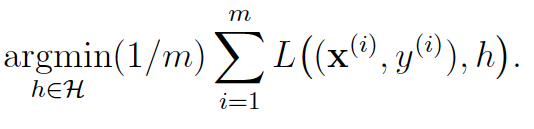 argmin(1/m) ∑ L((x⁽ⁱ⁾, y⁽ⁱ⁾), h).
h∈ℋ i=1 m